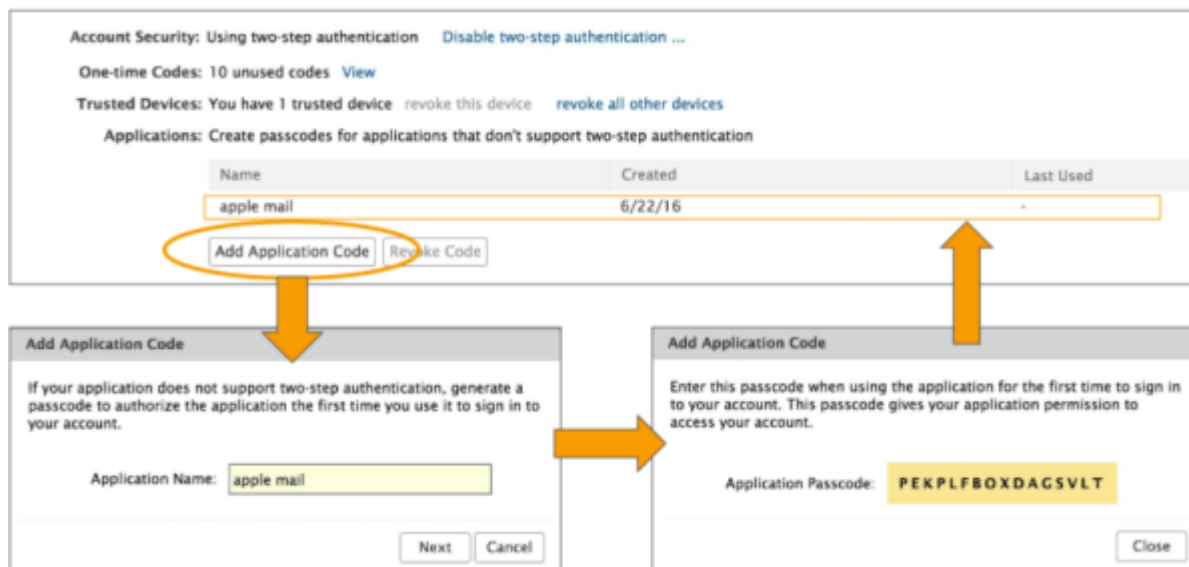 Account Security: Using two-step authentication Disable two-step authentication ...
One-time Codes: 10 unused codes View
Trusted Devices: You have 1 trusted device revoke this device revoke all other devices
Applications: Create passcodes for applications that don't support two-step authentication
Name Created Last Used
apple mail 6/22/16 -
Add Application Code Revoke Code
Add Application Code
If your application does not support two-step authentication, generate a
passcode to authorize the application the first time you use it to sign in to
your account.
Application Name: apple mail
Next Cancel
Add Application Code
Enter this passcode when using the application for the first time to sign in
to your account. This passcode gives your application permission to
access your account.
Application Passcode: PEKPLFBOXDAGSVLT
Close